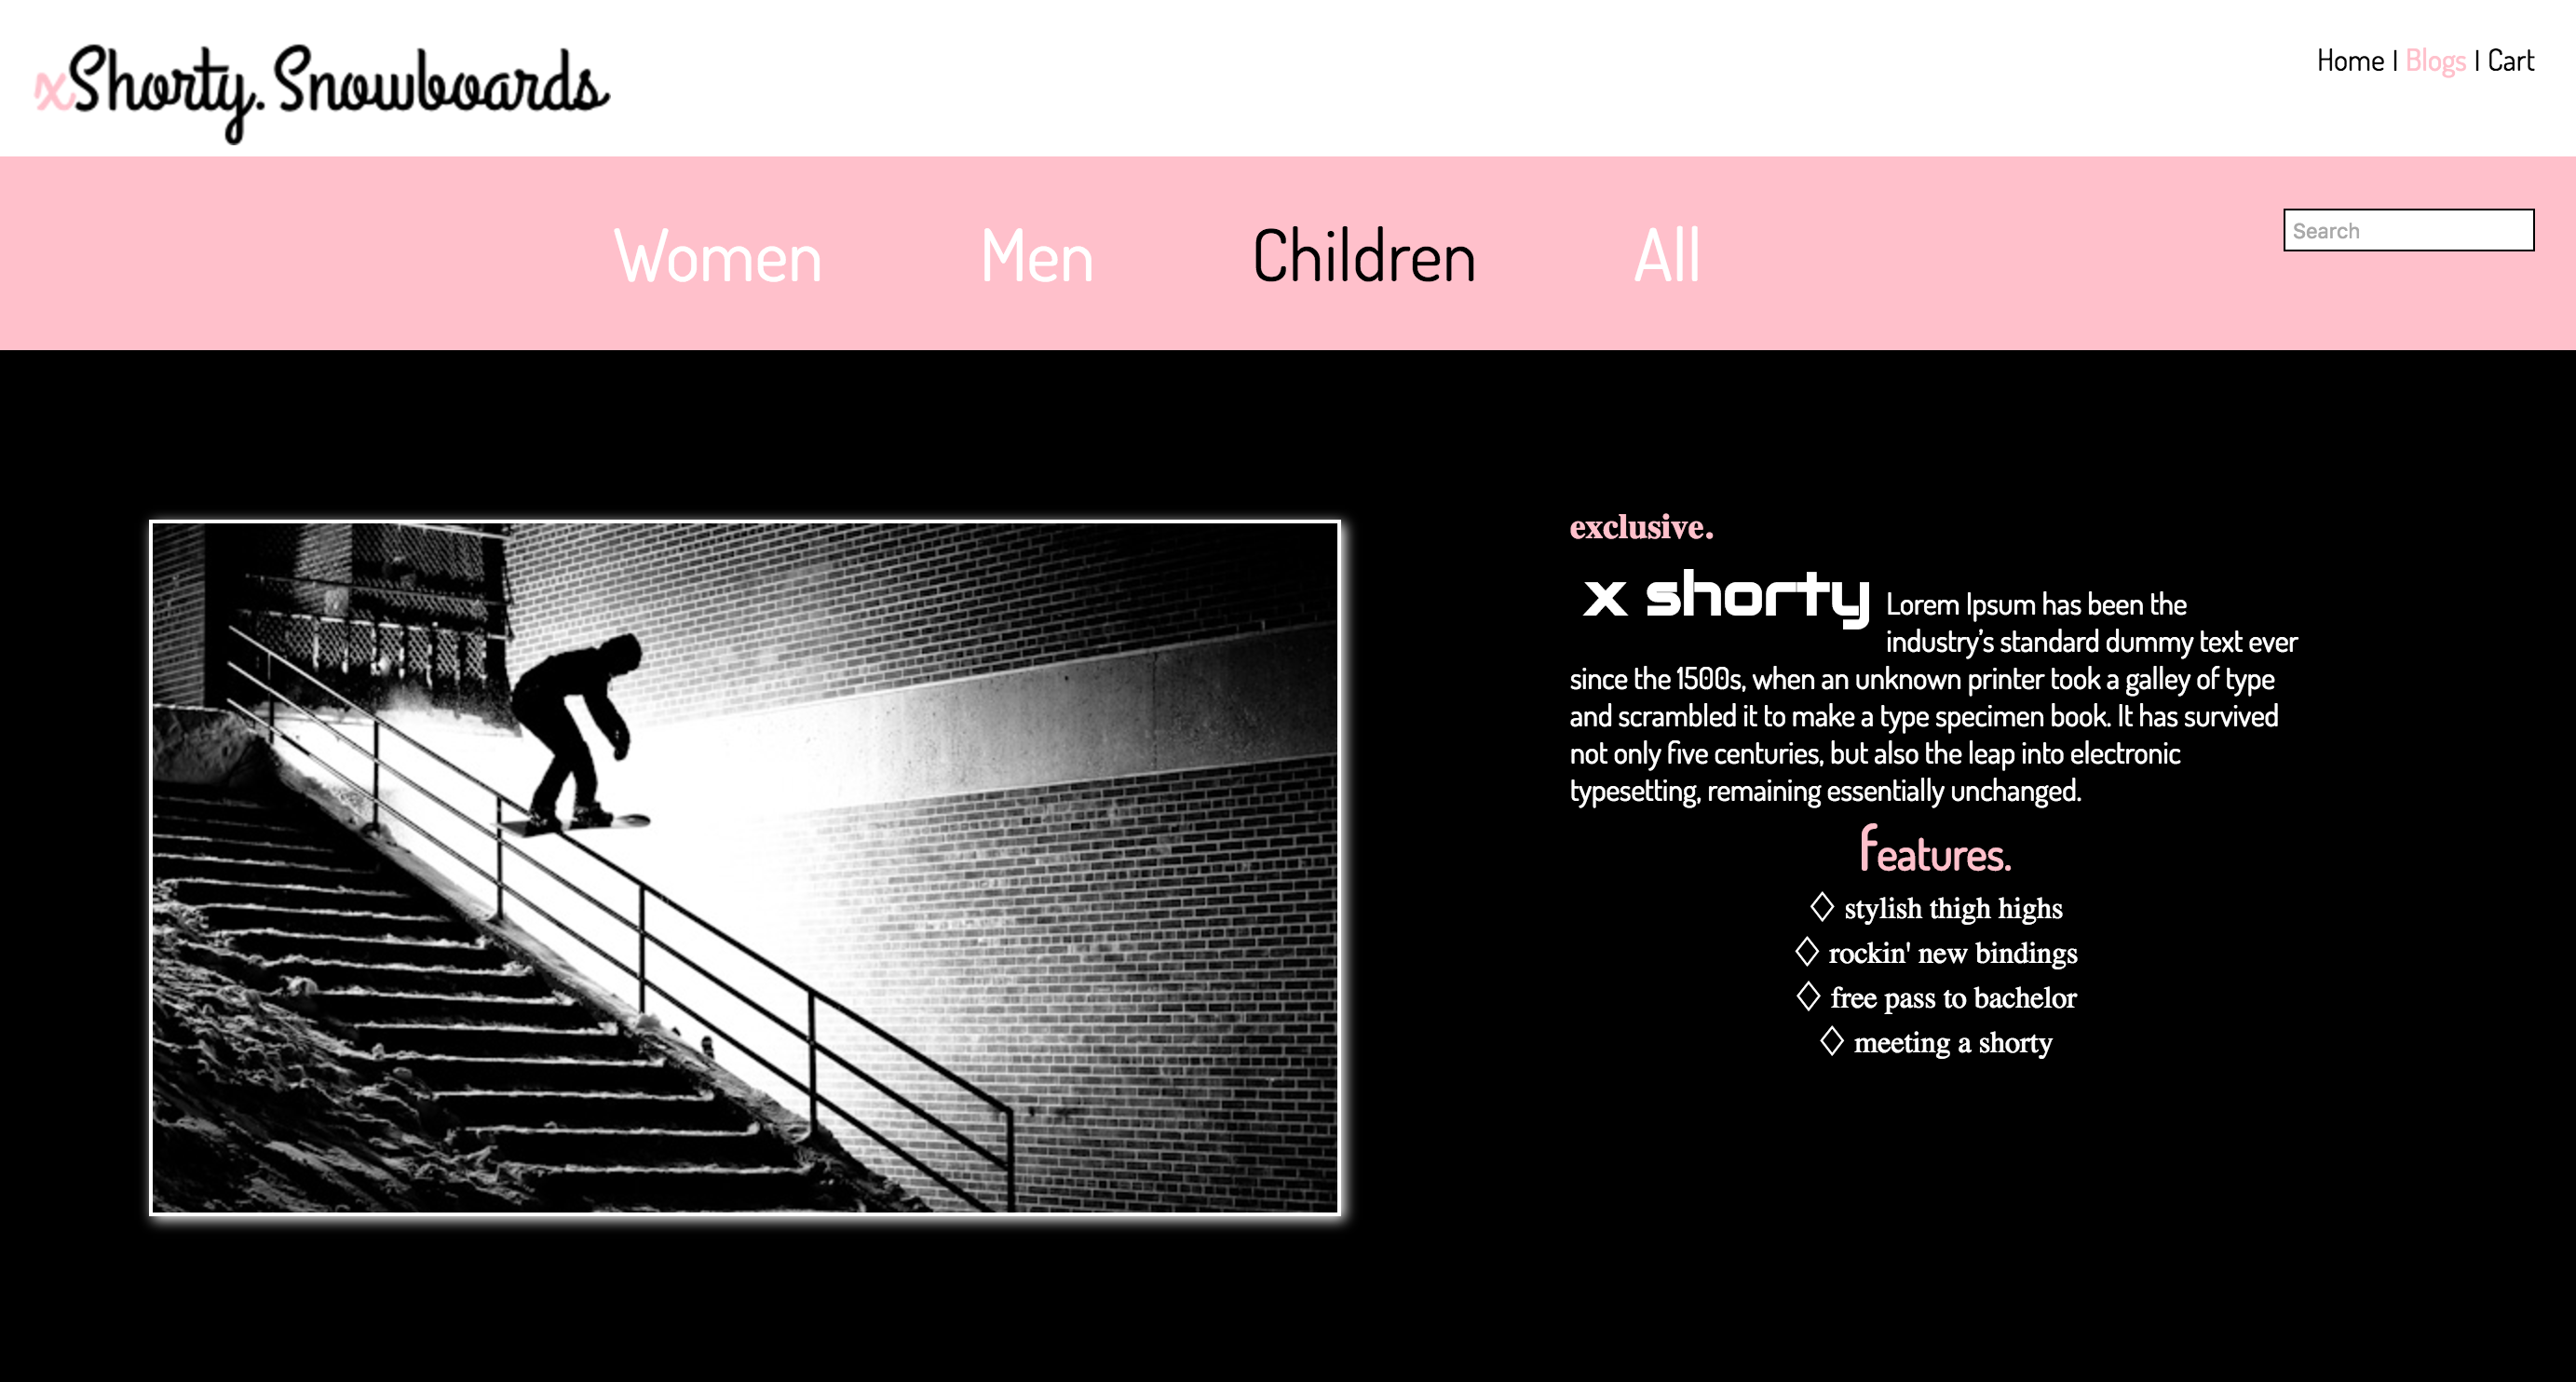 xShorty. Snowboards
Home | Blogs | Cart
Women Men Children All
Search
exclusive.
x shorty Lorem Ipsum has been the
industry's standard dummy text ever
since the 1500s, when an unknown printer took a galley of type
and scrambled it to make a type specimen book. It has survived
not only five centuries, but also the leap into electronic
typesetting, remaining essentially unchanged.
features.
◇ stylish thigh highs
◇ rockin' new bindings
◇ free pass to bachelor
◇ meeting a shorty